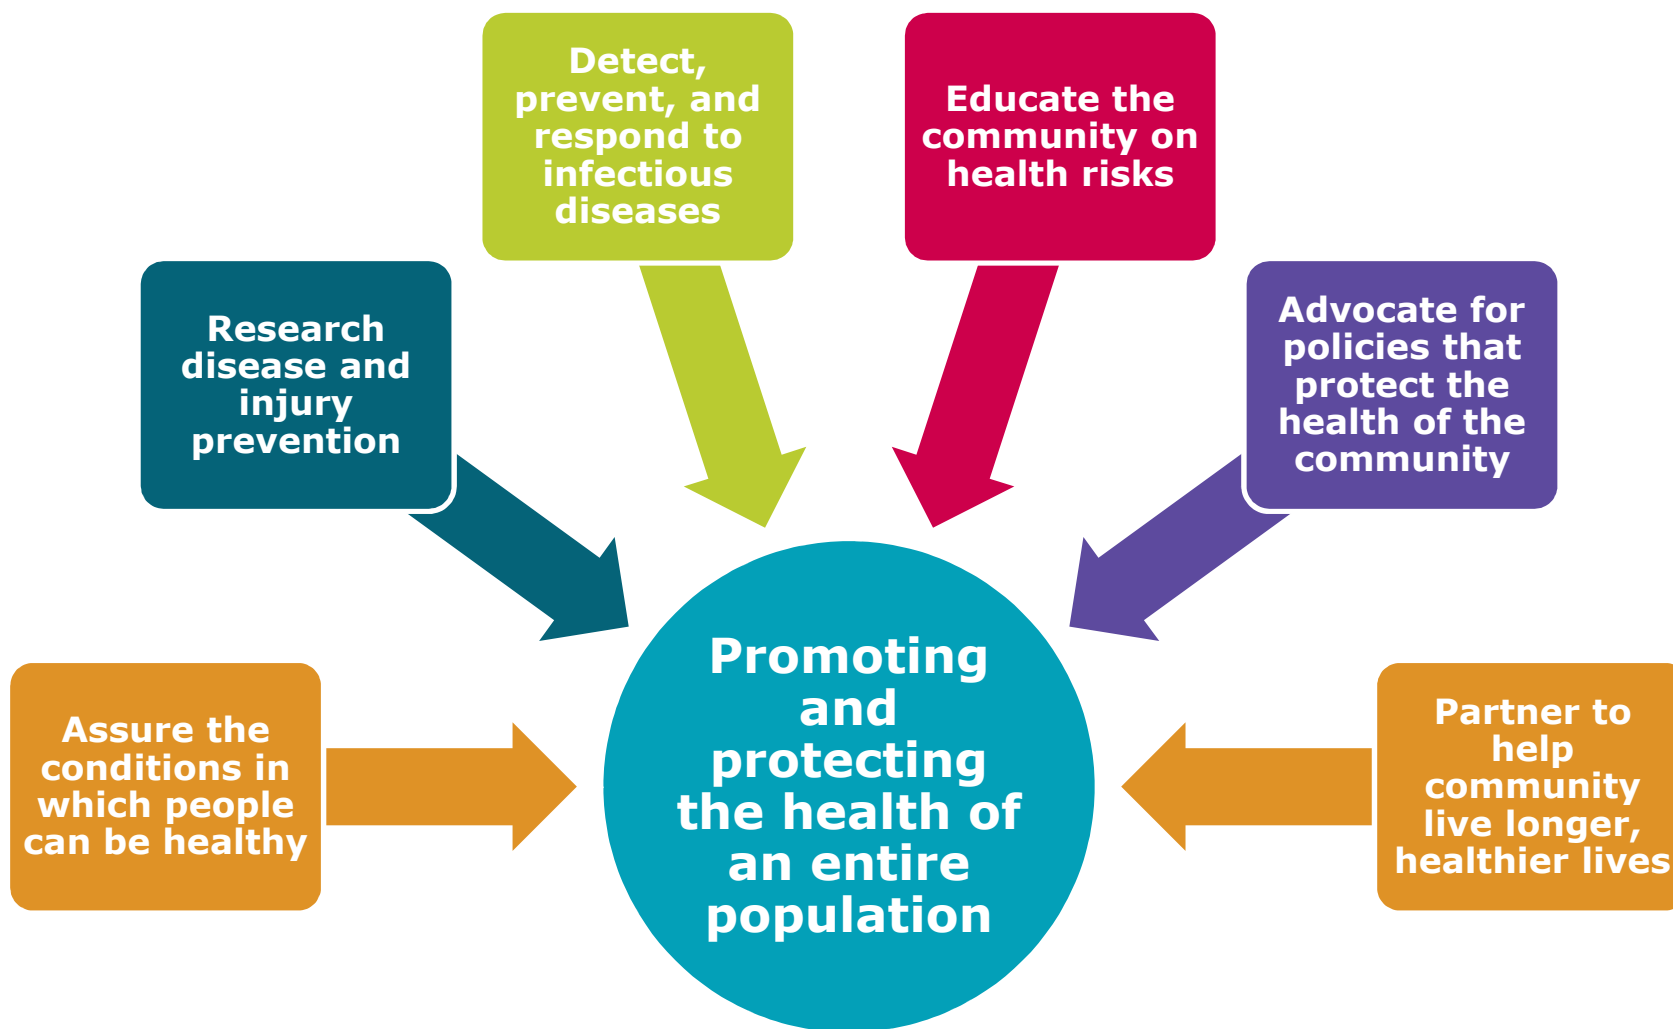 Detect,
prevent, and
respond to
infectious
diseases
Educate the
community on
health risks
Research
disease and
injury
prevention
Advocate for
policies that
protect the
health of the
community
Assure the
conditions in
which people
can be healthy
Promoting
and
protecting
the health of
an entire
population
Partner to
help
community
live longer,
healthier lives